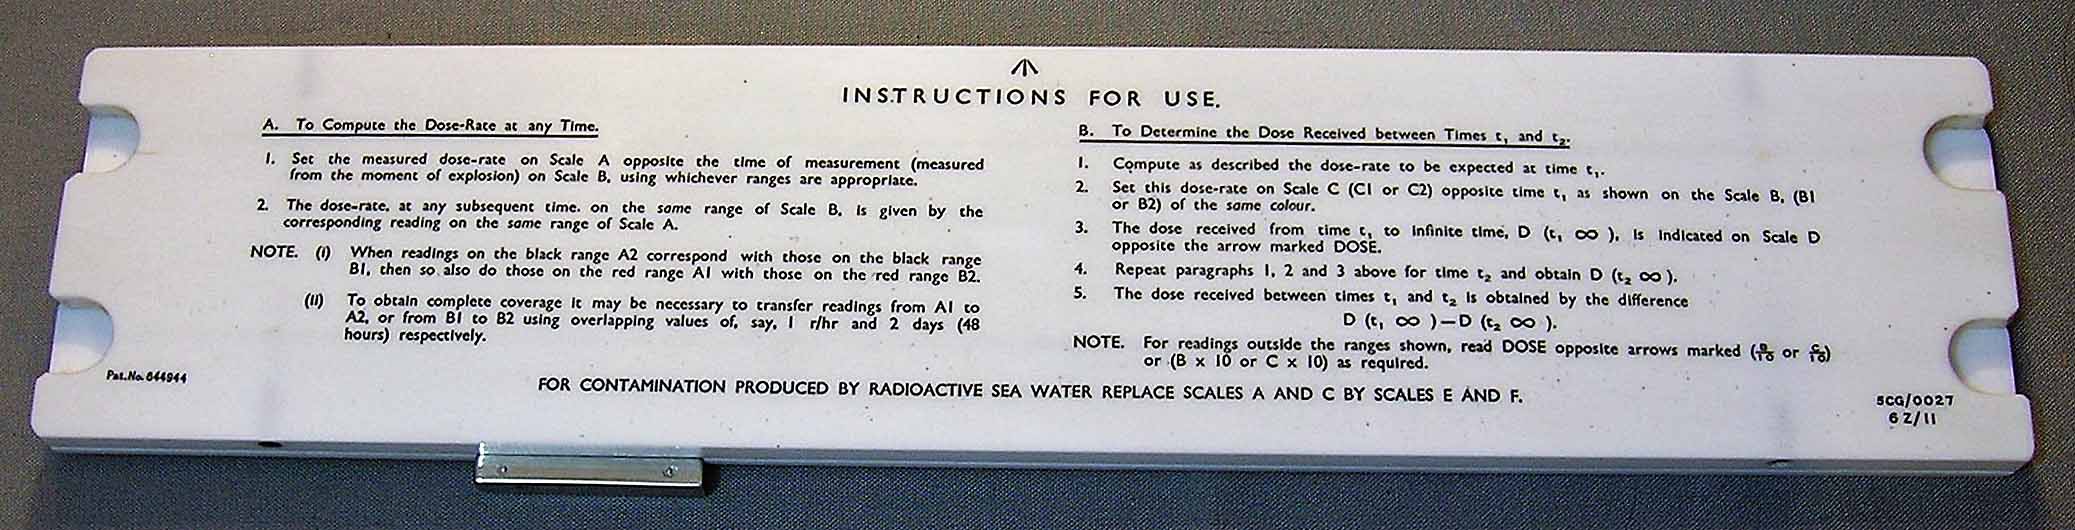 INSTRUCTIONS FOR USE.
A. To Compute the Dose-Rate at any Time.
1. Set the measured dose-rate on Scale A opposite the time of measurement (measured
from the moment of explosion) on Scale B, using whichever ranges are appropriate.
2. The dose-rate, at any subsequent time, on the same range of Scale B, is given by the
corresponding reading on the same range of Scale A.
NOTE. (i) When readings on the black range A2 correspond with those on the black range
B1, then so also do those on the red range A1 with those on the red range B2.
(ii) To obtain complete coverage it may be necessary to transfer readings from A1 to
A2, or from B1 to B2 using overlapping values of, say, 1 r/hr and 2 days (48
hours) respectively.
Pat.No. 844944
B. To Determine the Dose Received between Times t₁ and t₂.
1. Compute as described the dose-rate to be expected at time t₁.
2. Set this dose-rate on Scale C (C1 or C2) opposite time t₁ as shown on the Scale B, (B1
or B2) of the same colour.
3. The dose received from time t₁ to infinite time, D (t₁ ∞ ), is indicated on Scale D
opposite the arrow marked DOSE.
4. Repeat paragraphs 1, 2 and 3 above for time t₂ and obtain D (t₂ ∞ ).
5. The dose received between times t₁ and t₂ is obtained by the difference
D (t₁ ∞ )—D (t₂ ∞ ).
NOTE. For readings outside the ranges shown, read DOSE opposite arrows marked (B/10 or C/10)
or (B x 10 or C x 10) as required.
FOR CONTAMINATION PRODUCED BY RADIOACTIVE SEA WATER REPLACE SCALES A AND C BY SCALES E AND F.
5CG/0027
6 Z/11